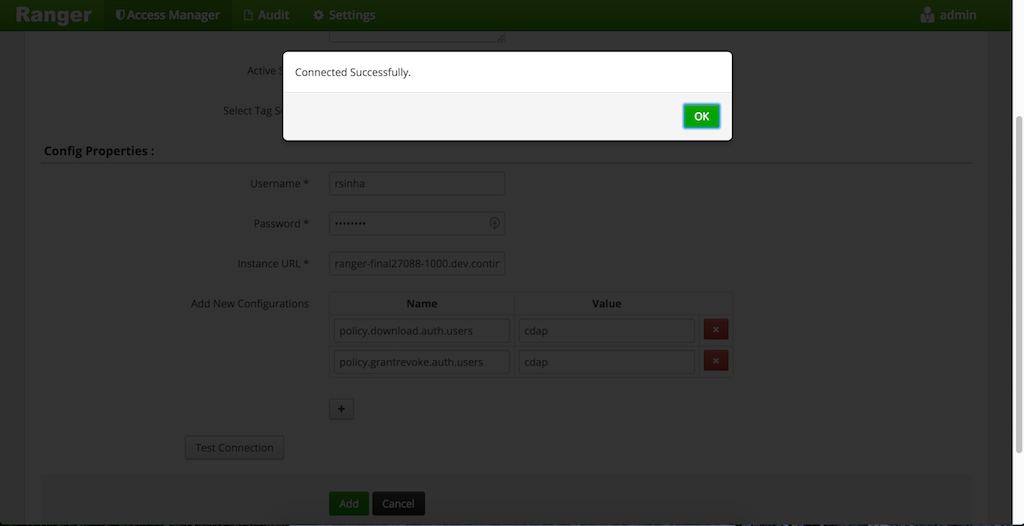 Ranger Access Manager Audit Settings admin
Connected Successfully.
Active S
OK
Select Tag Se
Config Properties :
Username * rsinha
Password * ••••••••
Instance URL * ranger-final27088-1000.dev.contir
Add New Configurations Name Value
policy.download.auth.users cdap ×
policy.grantrevoke.auth.users cdap ×
+
Test Connection
Add Cancel